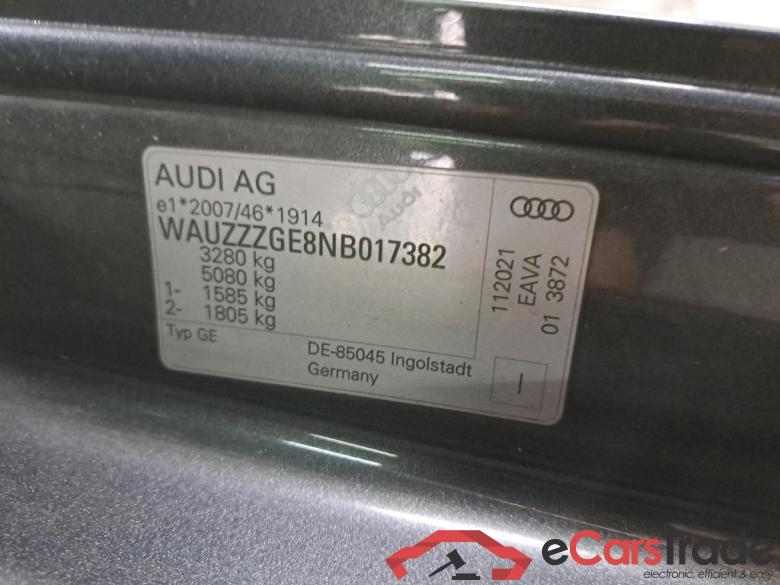 AUDI AG
e1*2007/46*1914
WAUZZZGE8NB017382
3280 kg
5080 kg
1- 1585 kg
2- 1805 kg
Typ GE
DE-85045 Ingolstadt
Germany
112021
EAVA
01 3872
Audi
eCarsTrade
electronic, efficient & easy